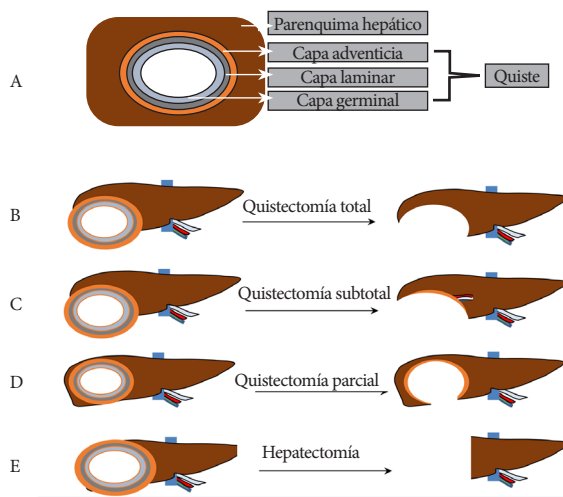 A
Parenquima hepático
Capa adventicia
Capa laminar
Capa germinal
Quiste
B
Quistectomía total
C
Quistectomía subtotal
D
Quistectomía parcial
E
Hepatectomía